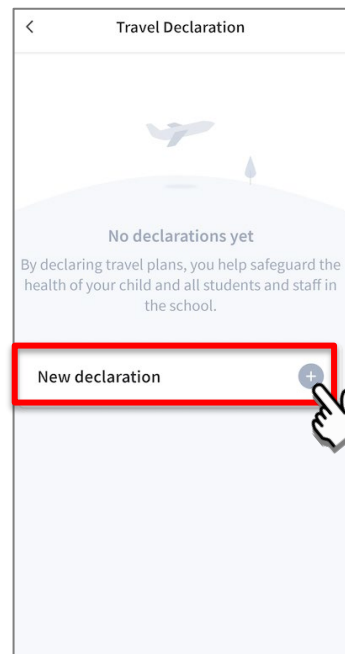 Travel Declaration
No declarations yet
By declaring travel plans, you help safeguard the
health of your child and all students and staff in
the school.
New declaration